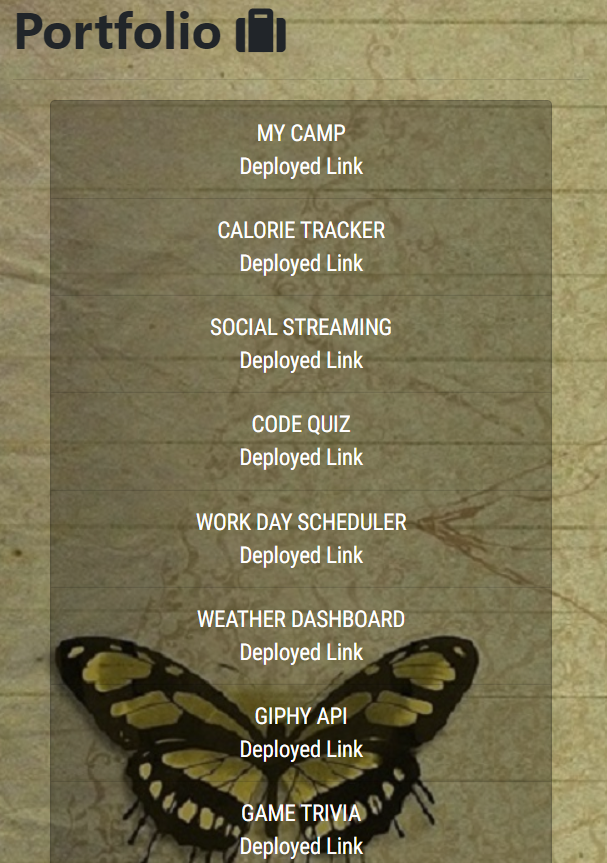 Portfolio
MY CAMP
Deployed Link
CALORIE TRACKER
Deployed Link
SOCIAL STREAMING
Deployed Link
CODE QUIZ
Deployed Link
WORK DAY SCHEDULER
Deployed Link
WEATHER DASHBOARD
Deployed Link
GIPHY API
Deployed Link
GAME TRIVIA
Deployed Link